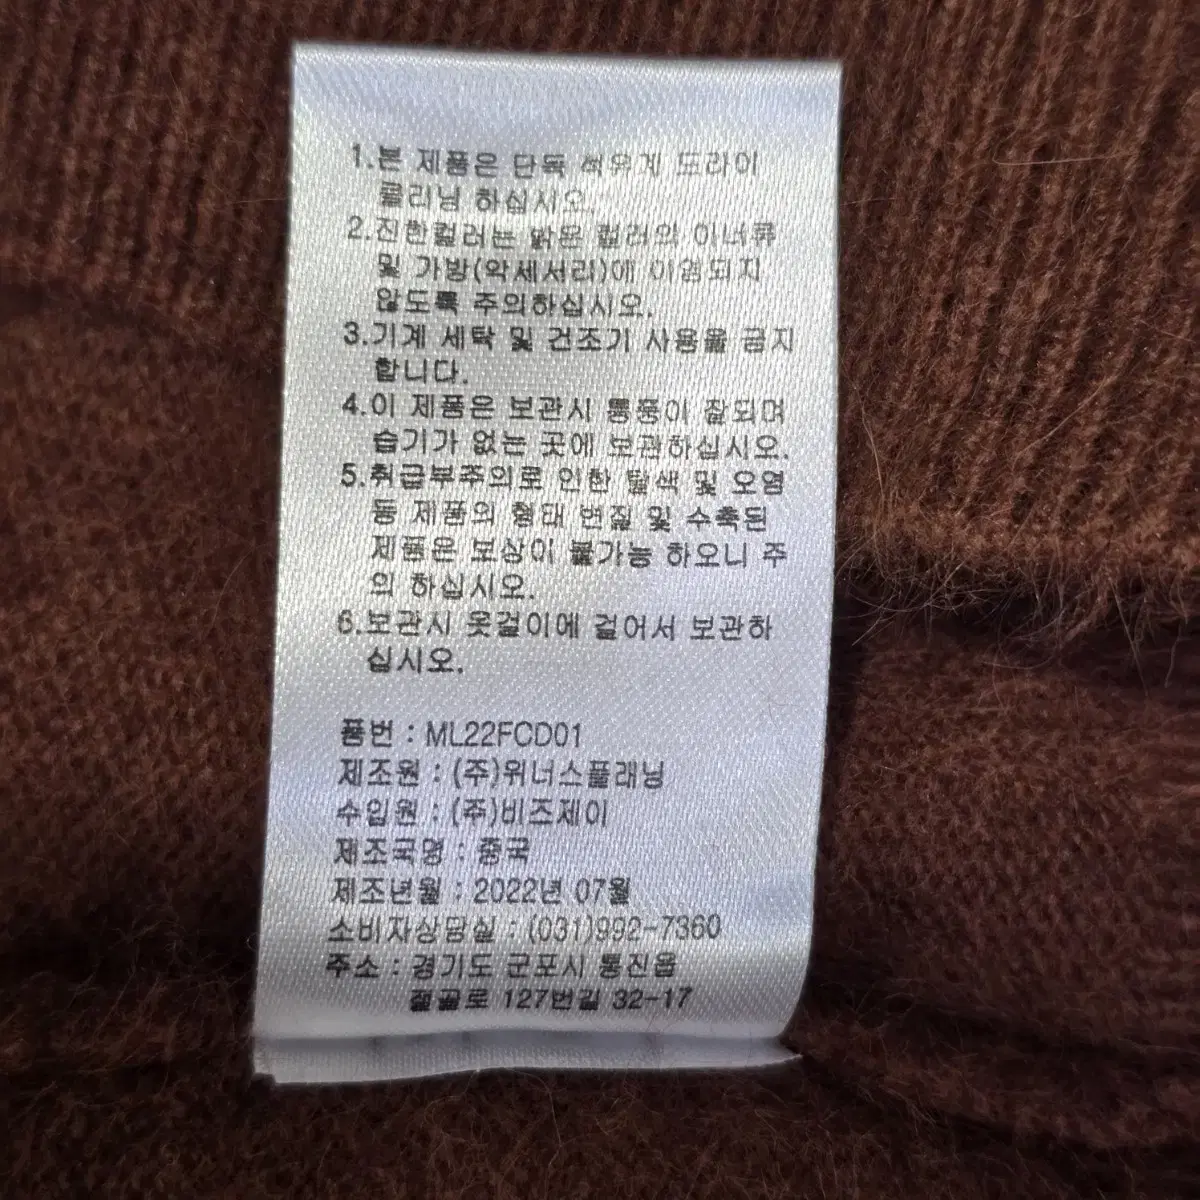 1.본 제품은 단독 석유계 드라이
클리닝 하십시오.
2.진한컬러는 밝은 컬러의 이너류
및 가방(악세서리)에 이염되지
않도록 주의하십시오.
3.기계 세탁 및 건조기 사용을 금지
합니다.
4.이 제품은 보관시 통풍이 잘되며
습기가 없는 곳에 보관하십시오.
5.취급부주의로 인한 탈색 및 오염
등 제품의 형태 변질 및 수축된
제품은 보상이 불가능 하오니 주
의 하십시오.
6.보관시 옷걸이에 걸어서 보관하
십시오.
품번 : ML22FCD01
제조원 : (주)위너스플래닝
수입원 : (주)비즈제이
제조국명 : 중국
제조년월 : 2022년 07월
소비자상담실 : (031)992-7360
주소 : 경기도 군포시 통진읍
절골로 127번길 32-17